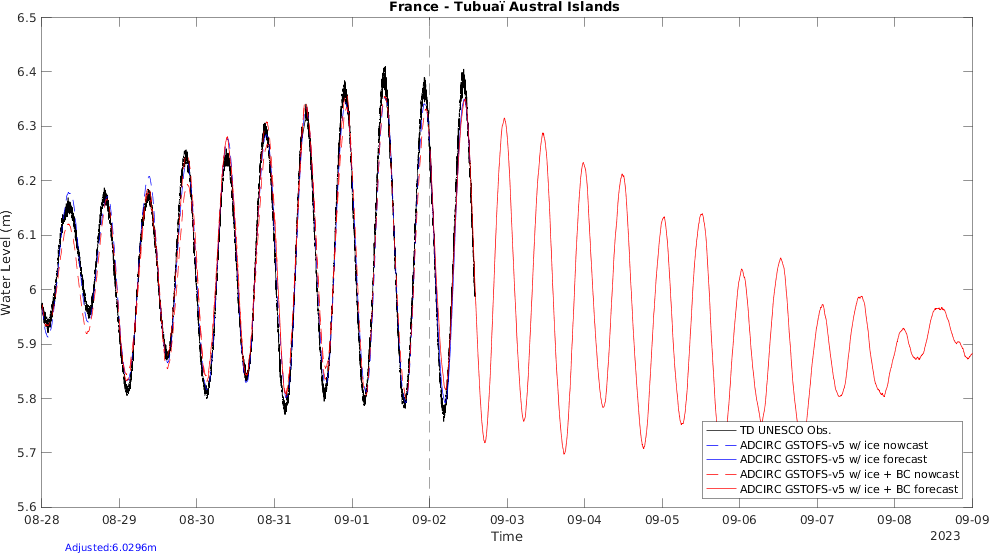 France - Tubuaï Austral Islands
6.5
6.4
6.3
6.2
6.1
6
5.9
5.8
5.7
5.6
Water Level (m)
TD UNESCO Obs.
ADCIRC GSTOFS-v5 w/ ice nowcast
ADCIRC GSTOFS-v5 w/ ice forecast
ADCIRC GSTOFS-v5 w/ ice + BC nowcast
ADCIRC GSTOFS-v5 w/ ice + BC forecast
08-28 08-29 08-30 08-31 09-01 09-02 09-03 09-04 09-05 09-06 09-07 09-08 09-09
Time
2023
Adjusted:6.0296m